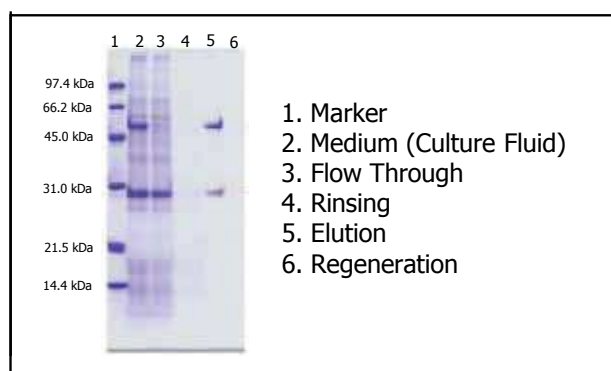 1 2 3 4 5 6
97.4 kDa
66.2 kDa
45.0 kDa
31.0 kDa
21.5 kDa
14.4 kDa
1. Marker
2. Medium (Culture Fluid)
3. Flow Through
4. Rinsing
5. Elution
6. Regeneration